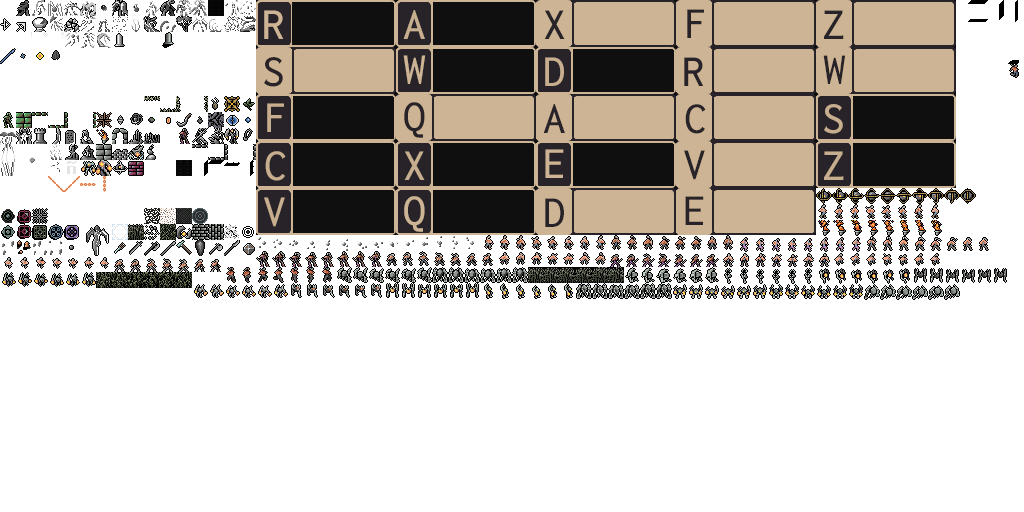 R A X F Z
S W D R W
F Q A C S
C X E V Z
V Q D E